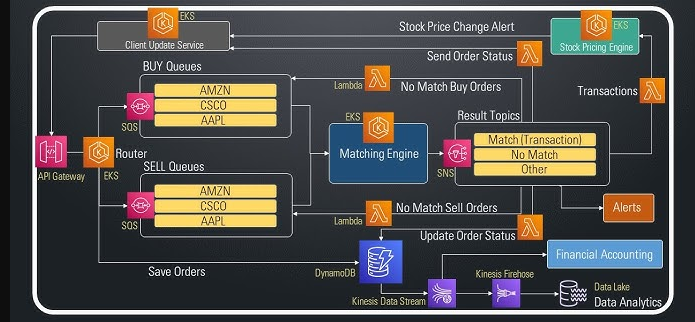 EKS
Client Update Service
Stock Price Change Alert
EKS
Stock Pricing Engine
Send Order Status
BUY Queues
AMZN
CSCO
AAPL
SQS
Lambda
No Match Buy Orders
Transactions
EKS
Matching Engine
Result Topics
Match (Transaction)
No Match
Other
SNS
API Gateway
Router
EKS
SELL Queues
AMZN
CSCO
AAPL
SQS
Lambda
No Match Sell Orders
Alerts
Update Order Status
Financial Accounting
Save Orders
DynamoDB
Kinesis Data Stream
Kinesis Firehose
Data Lake
Data Analytics